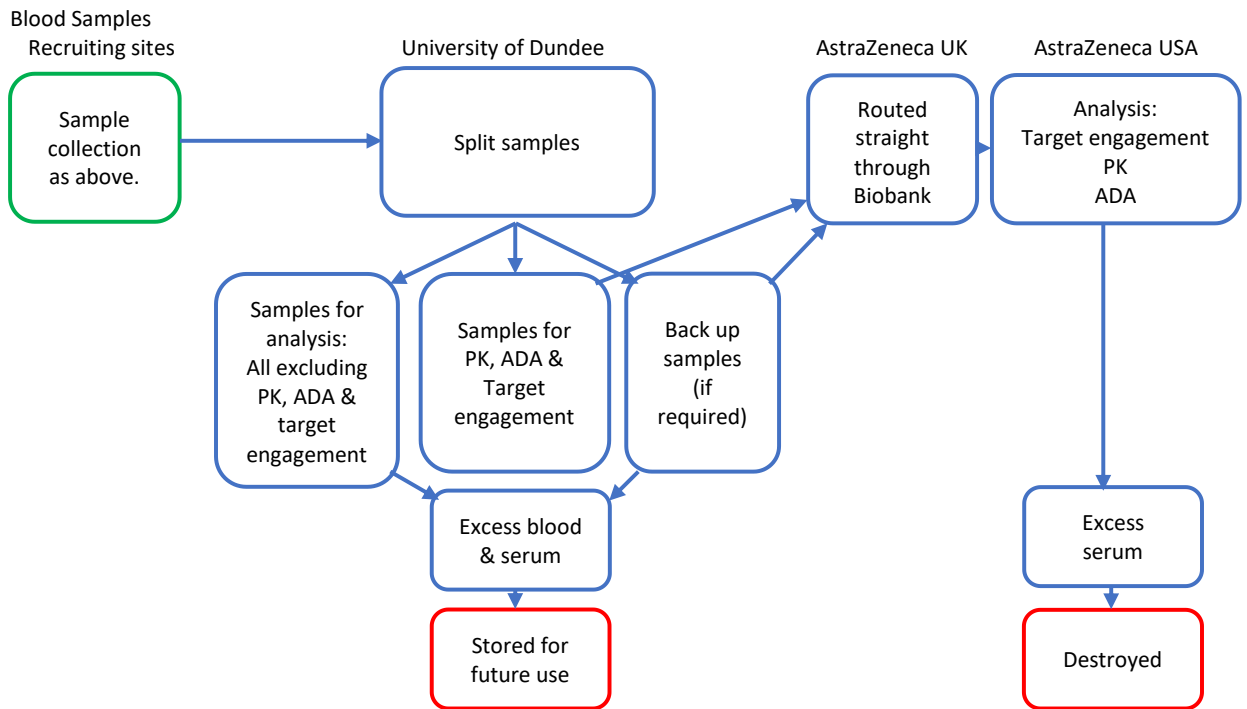 Blood Samples
Recruiting sites
University of Dundee
AstraZeneca UK
AstraZeneca USA
Sample
collection
as above.
Split samples
Routed
straight
through
Biobank
Analysis:
Target engagement
PK
ADA
Samples for
analysis:
All excluding
PK, ADA &
target
engagement
Samples for
PK, ADA &
Target
engagement
Back up
samples
(if
required)
Excess blood
& serum
Excess
serum
Stored for
future use
Destroyed